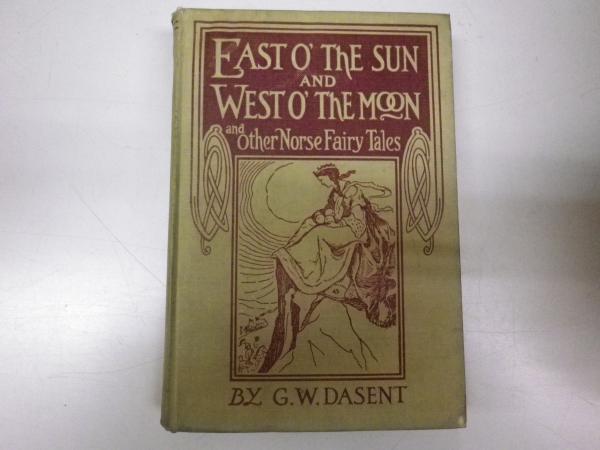 EAST O' THE SUN
AND
WEST O' THE MOON
and Other Norse Fairy Tales
BY G.W. DASENT